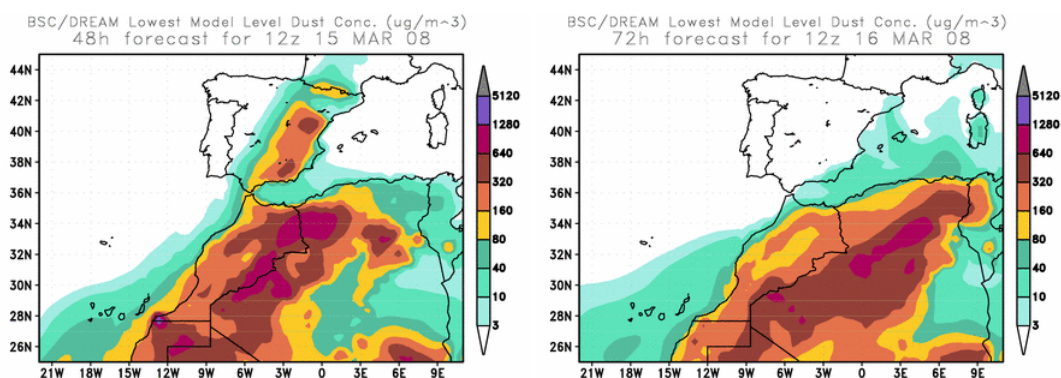 BSC/DREAM Lowest Model Level Dust Conc. (ug/m^3)
48h forecast for 12z 15 MAR 08
44N
42N
40N
38N
36N
34N
32N
30N
28N
26N
21W 18W 15W 12W 9W 6W 3W 0 3E 6E 9E
5120
1280
640
320
160
80
40
10
3
BSC/DREAM Lowest Model Level Dust Conc. (ug/m^3)
72h forecast for 12z 16 MAR 08
44N
42N
40N
38N
36N
34N
32N
30N
28N
26N
21W 18W 15W 12W 9W 6W 3W 0 3E 6E 9E
5120
1280
640
320
160
80
40
10
3